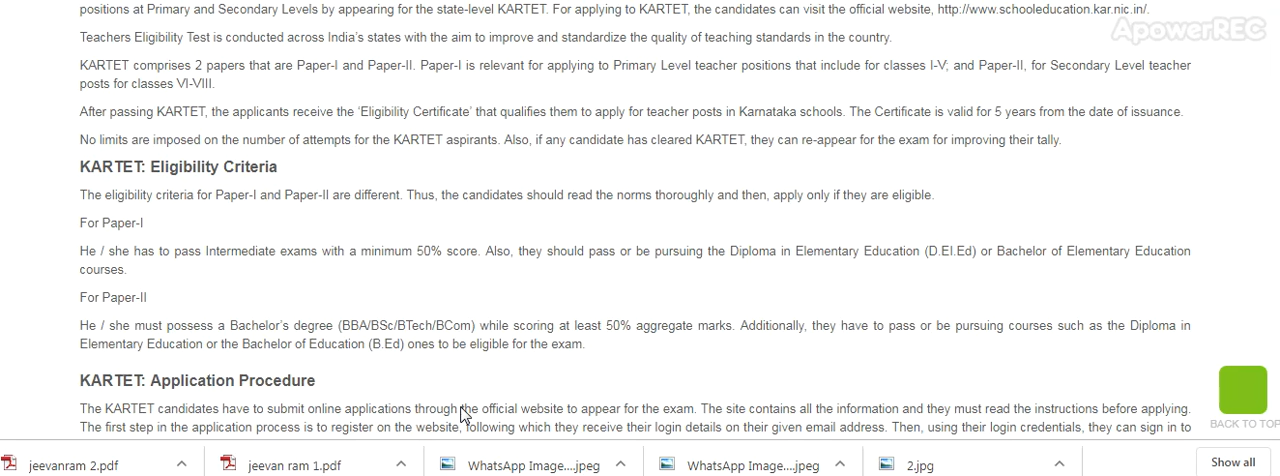 positions at Primary and Secondary Levels by appearing for the state-level KARTET. For applying to KARTET, the candidates can visit the official website, http://www.schooleducation.kar.nic.in/.
ApowerREC
Teachers Eligibility Test is conducted across India's states with the aim to improve and standardize the quality of teaching standards in the country.
KARTET comprises 2 papers that are Paper-I and Paper-II. Paper-I is relevant for applying to Primary Level teacher positions that include for classes I-V; and Paper-II, for Secondary Level teacher
posts for classes VI-VIII.
After passing KARTET, the applicants receive the 'Eligibility Certificate' that qualifies them to apply for teacher posts in Karnataka schools. The Certificate is valid for 5 years from the date of issuance.
No limits are imposed on the number of attempts for the KARTET aspirants. Also, if any candidate has cleared KARTET, they can re-appear for the exam for improving their tally.
KARTET: Eligibility Criteria
The eligibility criteria for Paper-I and Paper-II are different. Thus, the candidates should read the norms thoroughly and then, apply only if they are eligible.
For Paper-I
He / she has to pass Intermediate exams with a minimum 50% score. Also, they should pass or be pursuing the Diploma in Elementary Education (D.El.Ed) or Bachelor of Elementary Education
courses.
For Paper-II
He / she must possess a Bachelor's degree (BBA/BSc/BTech/BCom) while scoring at least 50% aggregate marks. Additionally, they have to pass or be pursuing courses such as the Diploma in
Elementary Education or the Bachelor of Education (B.Ed) ones to be eligible for the exam.
KARTET: Application Procedure
The KARTET candidates have to submit online applications through the official website to appear for the exam. The site contains all the information and they must read the instructions before applying.
The first step in the application process is to register on the website, following which they receive their login details on their given email address. Then, using their login credentials, they can sign in to
BACK TO TOP
jeevanram 2.pdf
jeevan ram 1.pdf
WhatsApp Image....jpeg
WhatsApp Image....jpeg
2.jpg
Show all